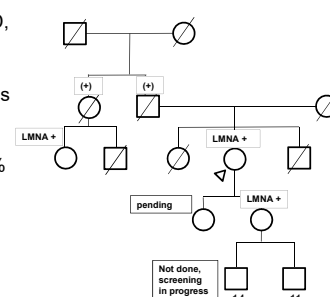 (+) (+)
LMNA +
LMNA +
pending
LMNA +
Not done,
screening
in progress